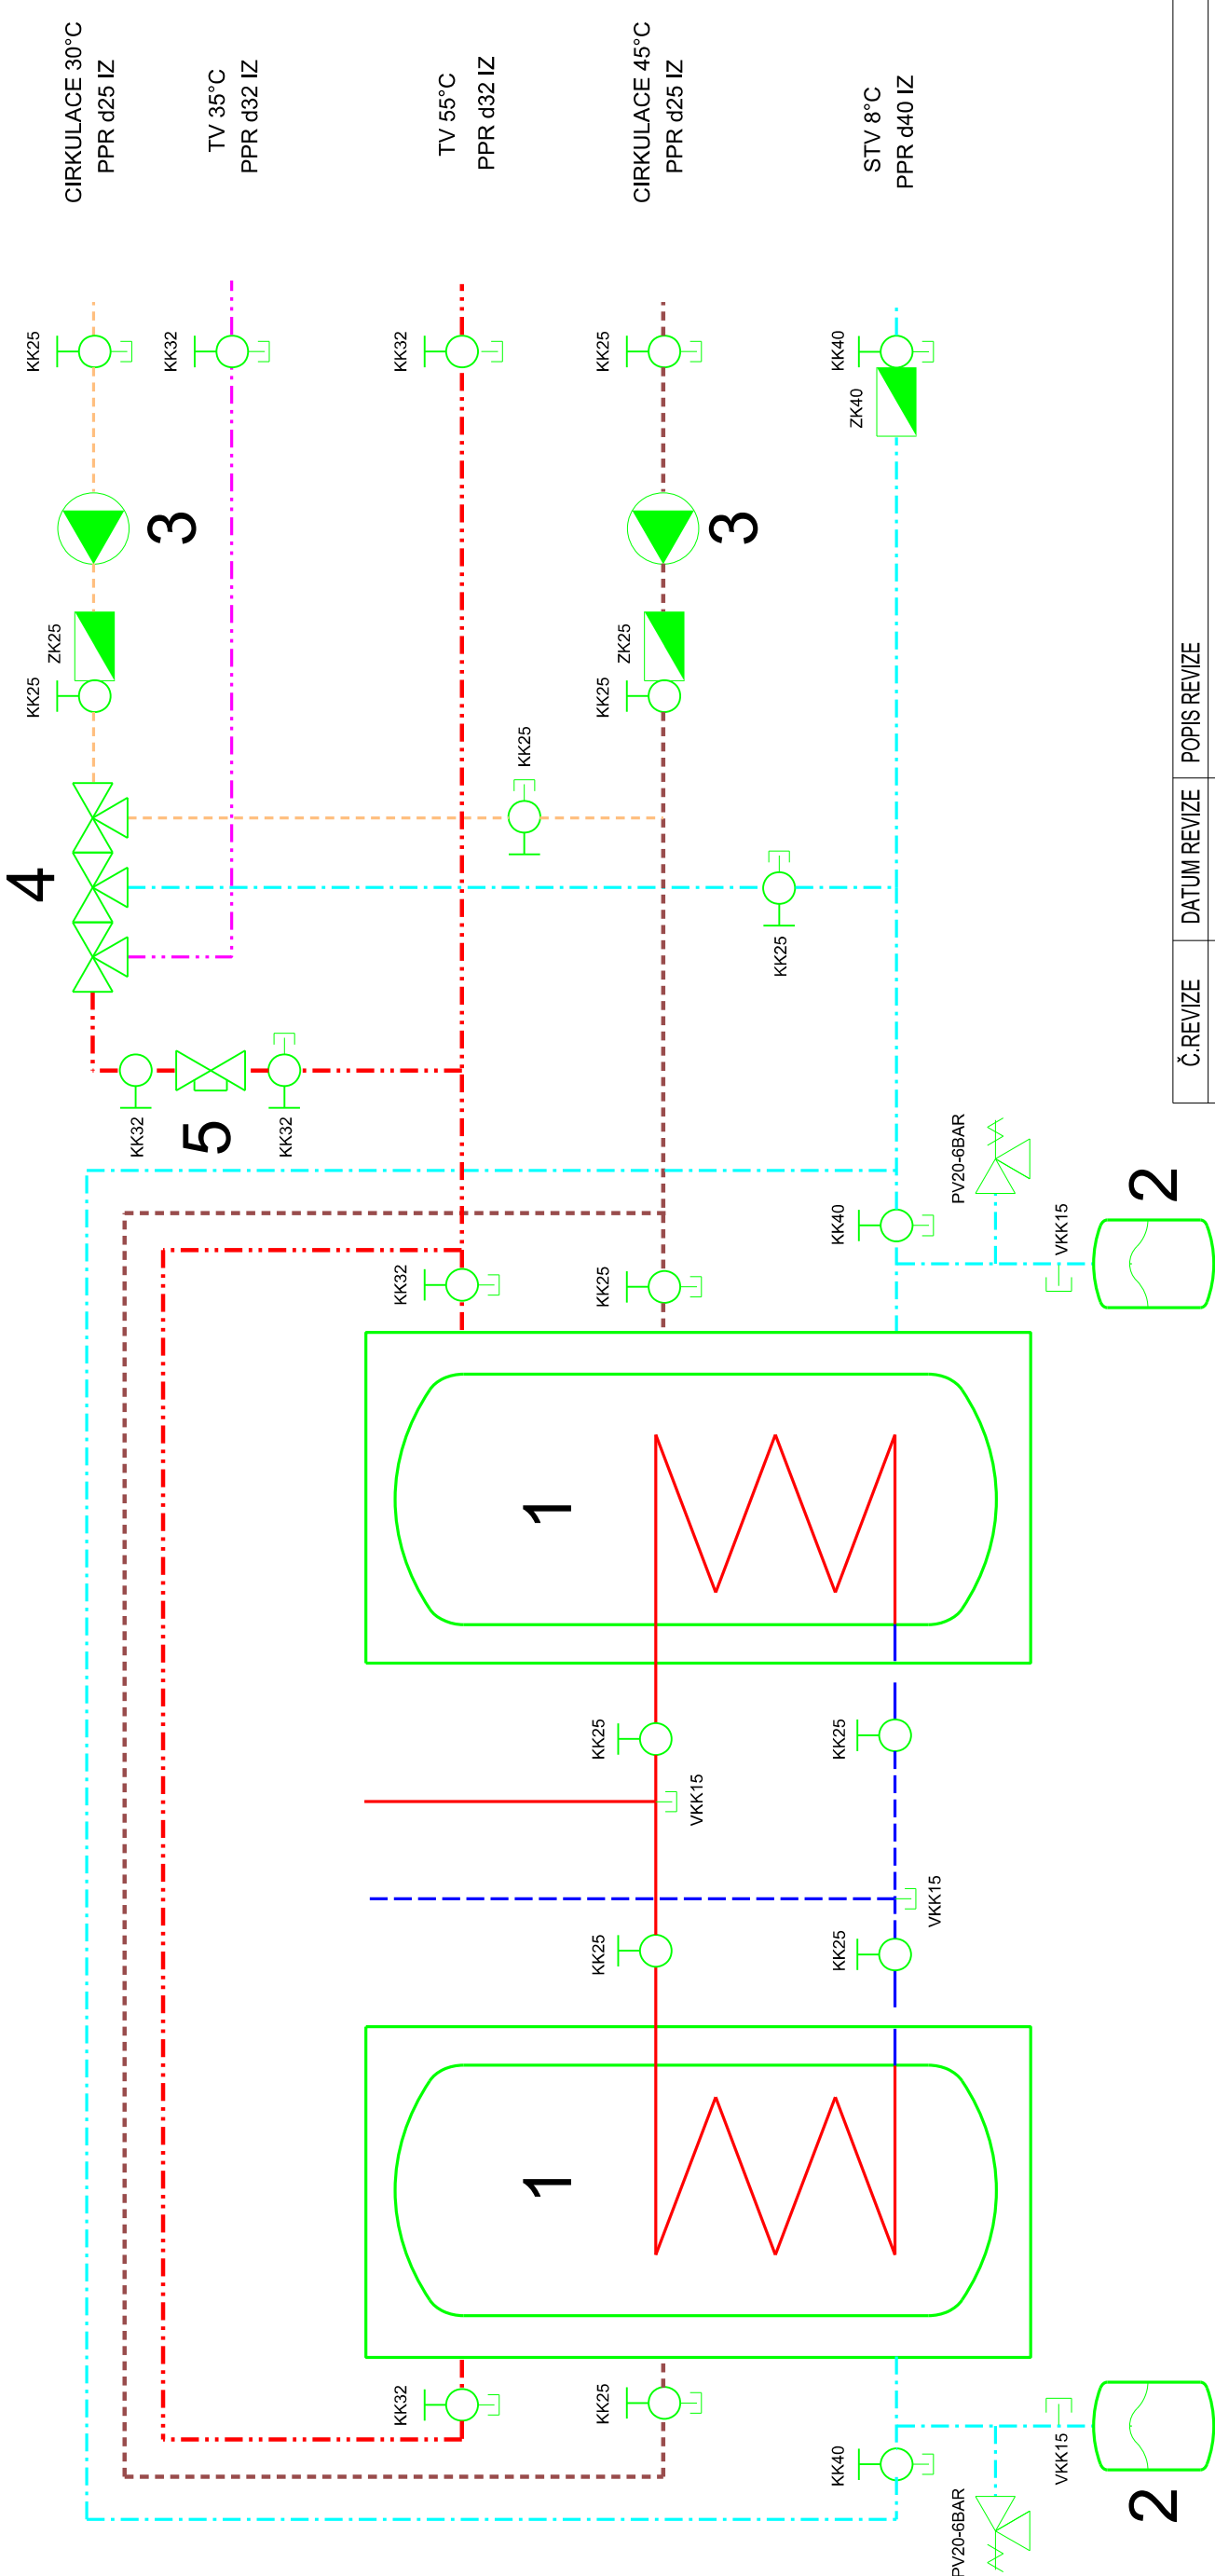 CIRKULACE 30°C
PPR d25 IZ
TV 35°C
PPR d32 IZ
TV 55°C
PPR d32 IZ
CIRKULACE 45°C
PPR d25 IZ
STV 8°C
PPR d40 IZ
KK25
KK32
KK32
KK25
KK40
ZK40
3
3
ZK25
KK25
ZK25
KK25
KK25
4
KK25
KK32
5
KK32
PV20-6BAR
KK32
KK25
KK40
VKK15
2
1
KK25
KK25
VKK15
VKK15
KK25
KK25
1
KK32
KK25
KK40
VKK15
PV20-6BAR
2
Č.REVIZE
DATUM REVIZE
POPIS REVIZE